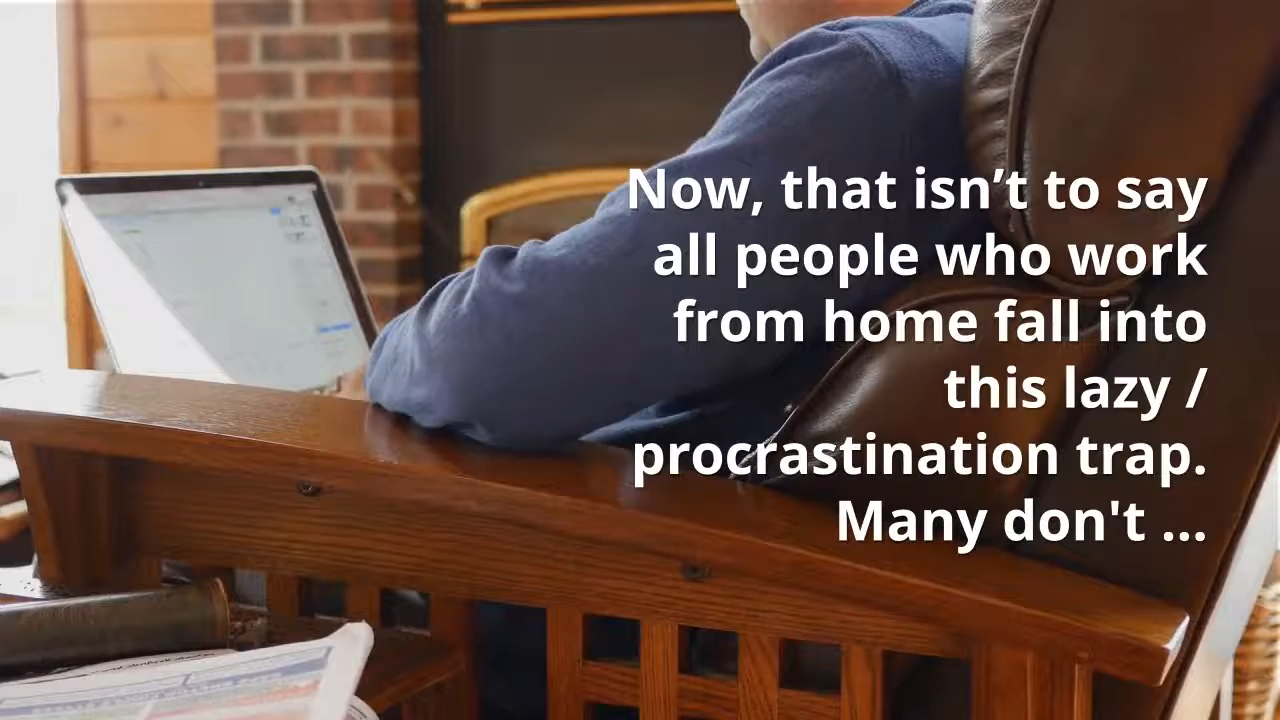 Now, that isn’t to say
all people who work
from home fall into
this lazy /
procrastination trap.
Many don't ...